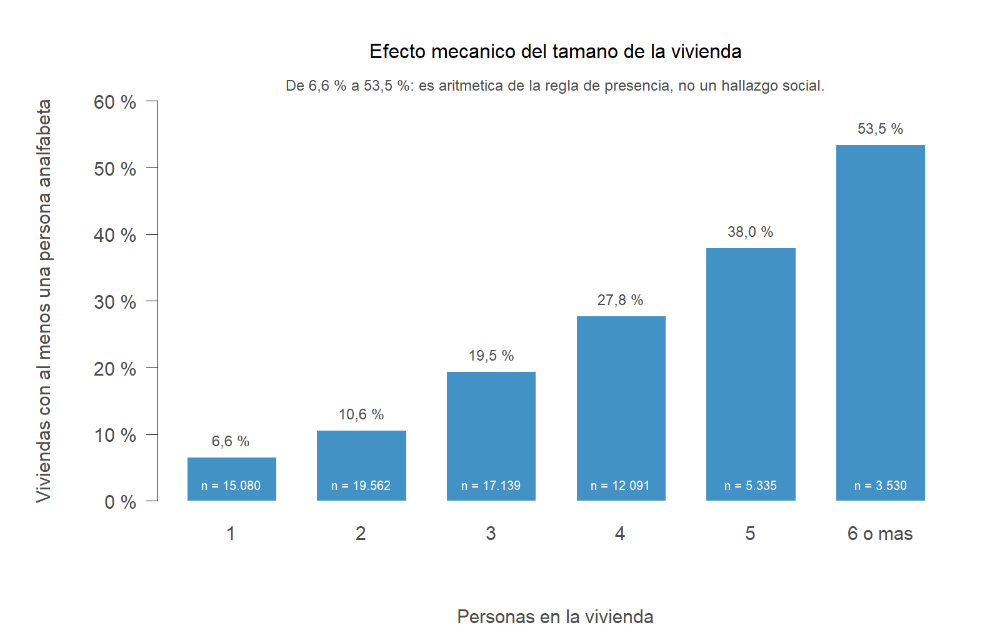 Efecto mecanico del tamano de la vivienda
De 6,6 % a 53,5 %: es aritmetica de la regla de presencia, no un hallazgo social.
Viviendas con al menos una persona analfabeta
60 %
50 %
40 %
30 %
20 %
10 %
0 %
6,6 %
10,6 %
19,5 %
27,8 %
38,0 %
53,5 %
n = 15.080
n = 19.562
n = 17.139
n = 12.091
n = 5.335
n = 3.530
1
2
3
4
5
6 o mas
Personas en la vivienda